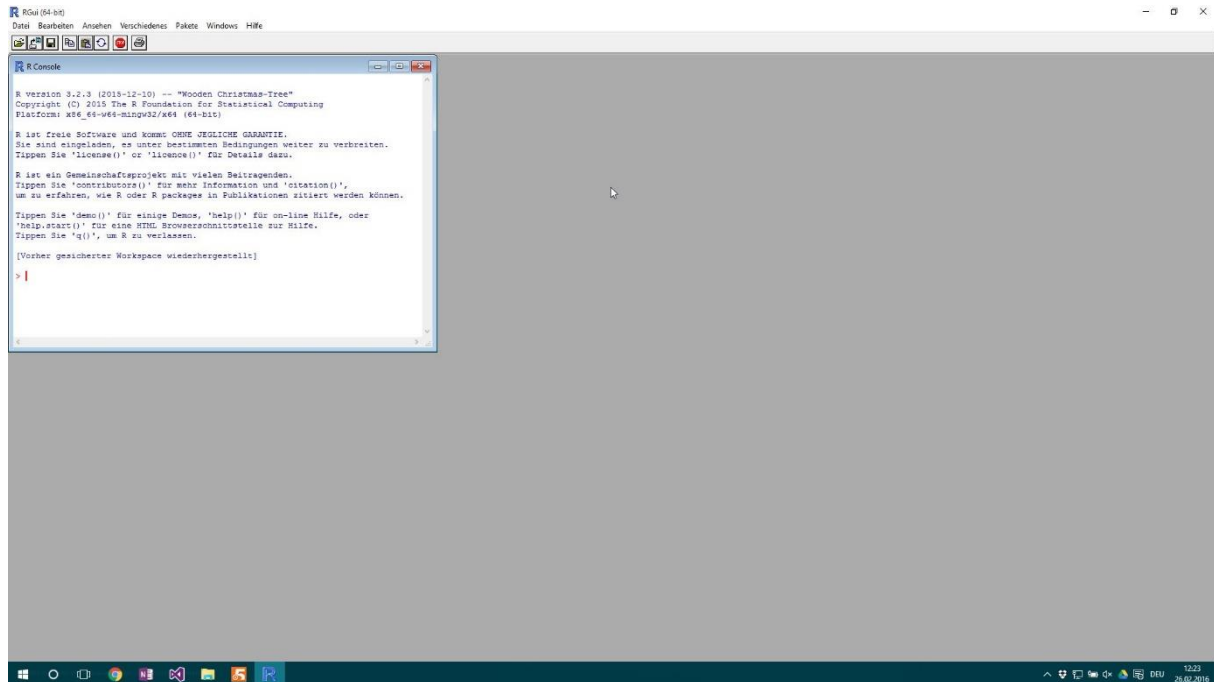 RGui (64-bit)
Datei Bearbeiten Ansehen Verschiedenes Pakete Windows Hilfe
R Console
R version 3.2.3 (2015-12-10) -- "Wooden Christmas-Tree"
Copyright (C) 2015 The R Foundation for Statistical Computing
Platform: x86_64-w64-mingw32/x64 (64-bit)
R ist freie Software und kommt OHNE JEGLICHE GARANTIE.
Sie sind eingeladen, es unter bestimmten Bedingungen weiter zu verbreiten.
Tippen Sie 'license()' or 'licence()' für Details dazu.
R ist ein Gemeinschaftsprojekt mit vielen Beitragenden.
Tippen Sie 'contributors()' für mehr Information und 'citation()',
um zu erfahren, wie R oder R packages in Publikationen zitiert werden können.
Tippen Sie 'demo()' für einige Demos, 'help()' für on-line Hilfe, oder
'help.start()' für eine HTML Browserschnittstelle zur Hilfe.
Tippen Sie 'q()', um R zu verlassen.
[Vorher gesicherter Workspace wiederhergestellt]
>
DEU
12:23
26.02.2016